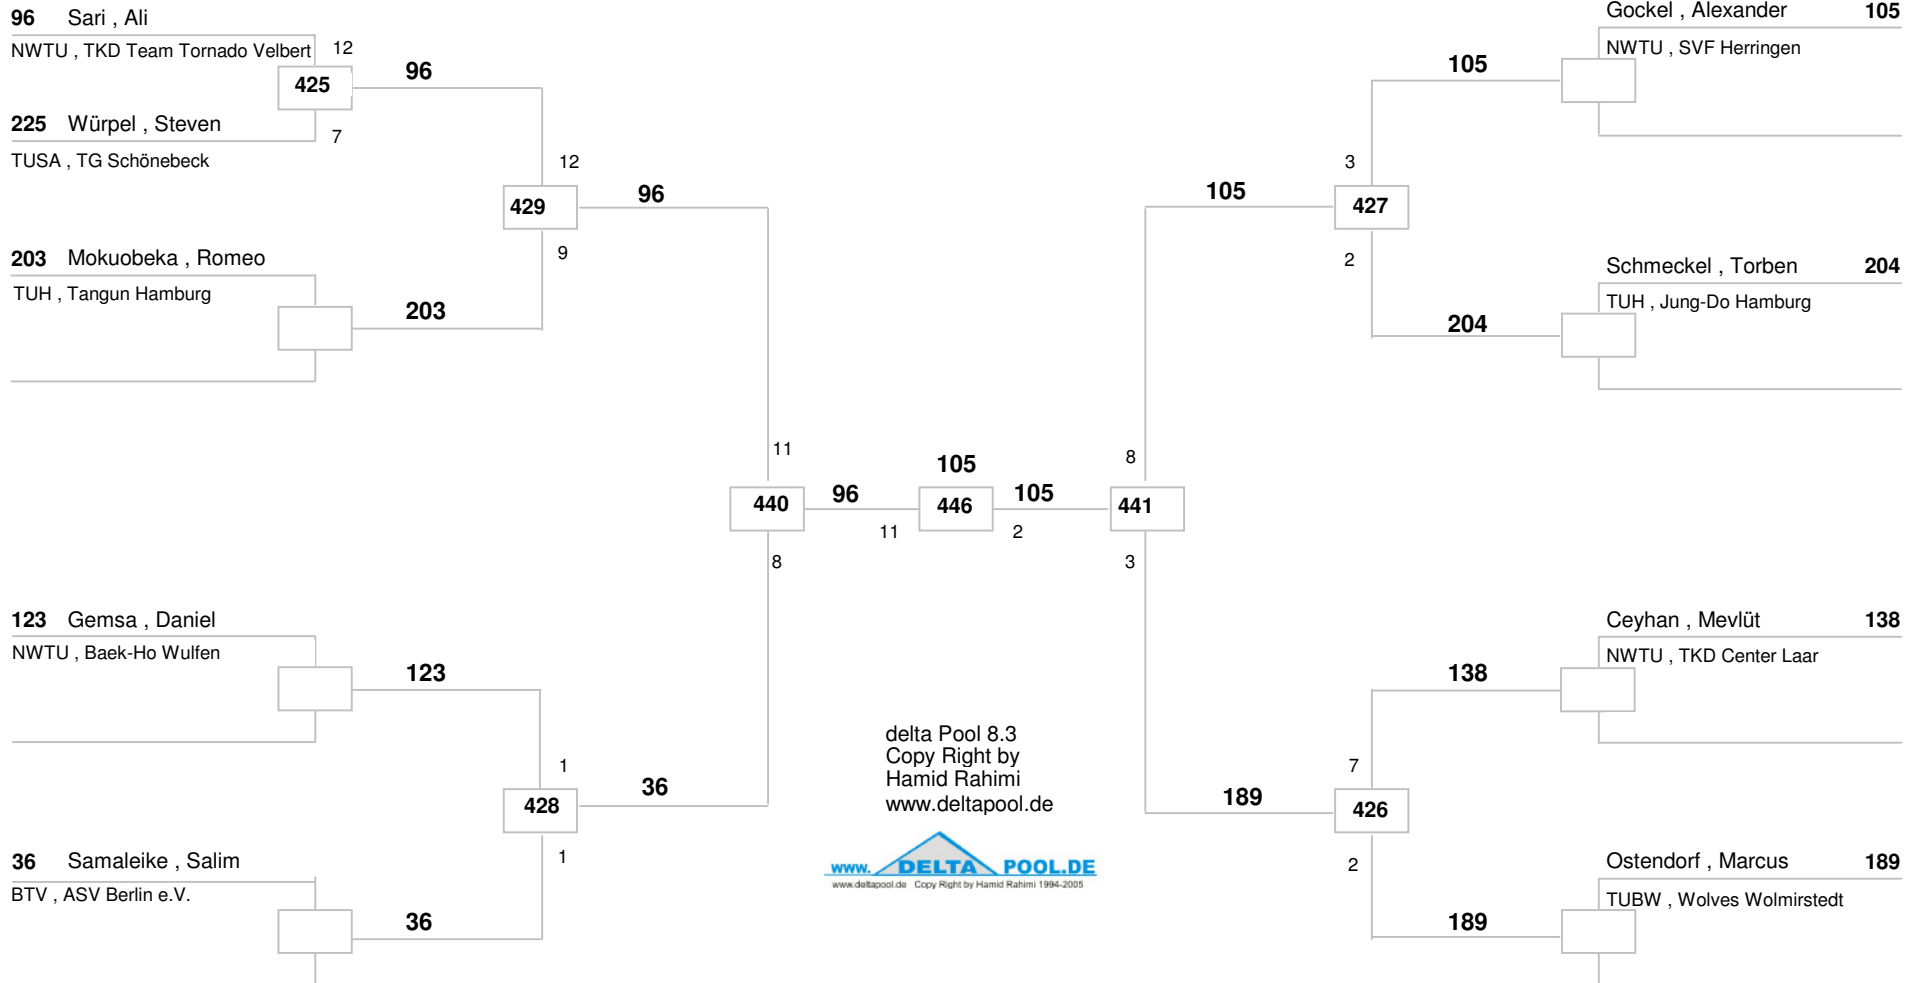 96 Sari , Ali
NWTU , TKD Team Tornado Velbert
12
425
96
225 Würpel , Steven
7
TUSA , TG Schönebeck
12
429
96
9
203 Mokuobeka , Romeo
TUH , Tangun Hamburg
203
11
440
96
11
8
123 Gemsa , Daniel
NWTU , Baek-Ho Wulfen
123
1
428
36
1
36 Samaleike , Salim
BTV , ASV Berlin e.V.
36
105
446
105
2
8
441
3
Gockel , Alexander 105
NWTU , SVF Herringen
105
3
105
427
2
Schmeckel , Torben 204
TUH , Jung-Do Hamburg
204
Ceyhan , Mevlüt 138
NWTU , TKD Center Laar
138
7
189
426
2
Ostendorf , Marcus 189
TUBW , Wolves Wolmirstedt
189
delta Pool 8.3
Copy Right by
Hamid Rahimi
www.deltapool.de
www. DELTA POOL.DE
www.deltapool.de Copy Right by Hamid Rahimi 1994-2005